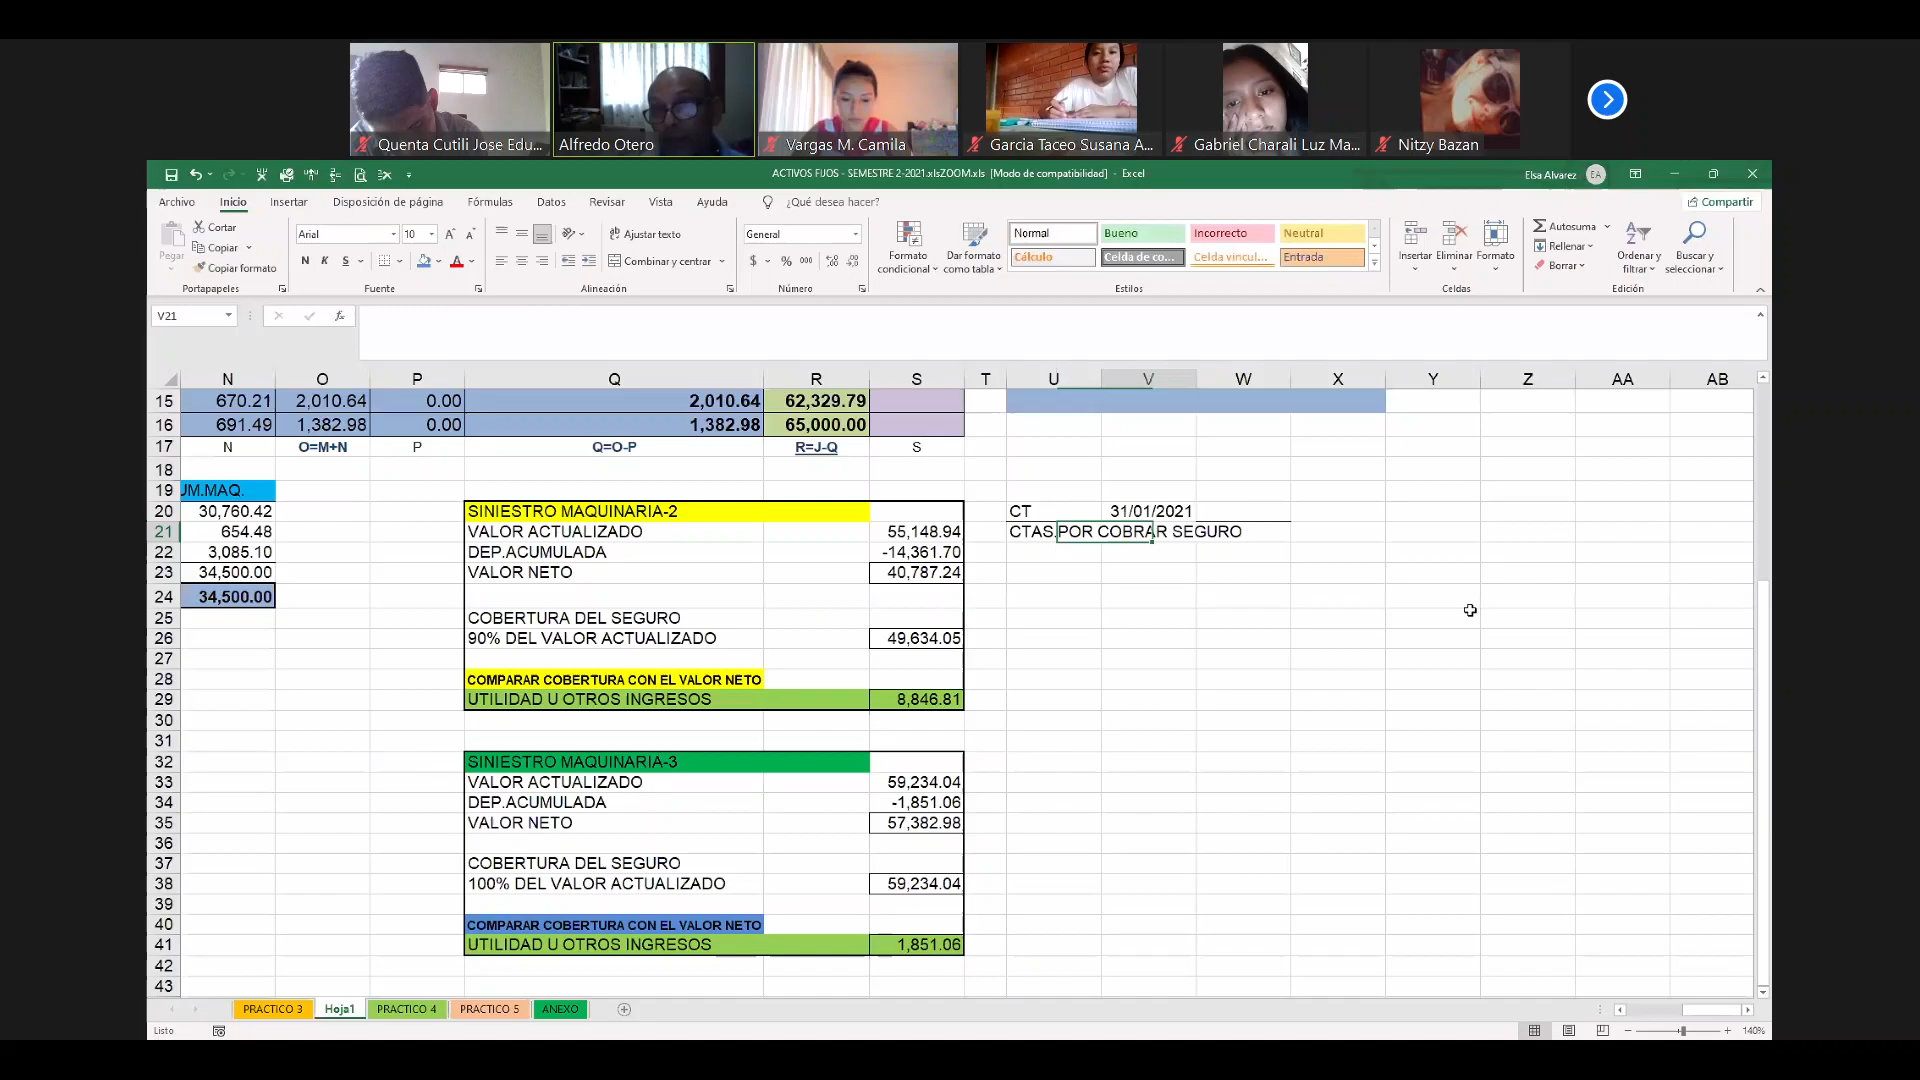 Quenta Cutili Jose Edu...
Alfredo Otero
Vargas M. Camila
Garcia Taceo Susana A...
Gabriel Charali Luz Ma...
Nitzy Bazan
ACTIVOS FIJOS - SEMESTRE 2-2021.xlsZOOM.xls [Modo de compatibilidad] - Excel
Elsa Alvarez EA
Archivo Inicio Insertar Disposición de página Fórmulas Datos Revisar Vista Ayuda ¿Qué desea hacer? Compartir
Pegar
Cortar
Copiar
Copiar formato
Portapapeles
Arial 10
N K S
Fuente
Ajustar texto
Combinar y centrar
Alineación
General
$ % 000
Número
Formato condicional
Dar formato como tabla
Normal Bueno Incorrecto Neutral
Cálculo Celda de co... Celda vincul... Entrada
Estilos
Insertar Eliminar Formato
Celdas
Autosuma
Rellenar
Borrar
Ordenar y filtrar
Buscar y seleccionar
Edición
V21 fx
N O P Q R S T U V W X Y Z AA AB
15 670.21 2,010.64 0.00 2,010.64 62,329.79
16 691.49 1,382.98 0.00 1,382.98 65,000.00
17 N O=M+N P Q=O-P R=J-Q S
18
19 UM.MAQ.
20 30,760.42 SINIESTRO MAQUINARIA-2 CT 31/01/2021
21 654.48 VALOR ACTUALIZADO 55,148.94 CTAS.POR COBRAR SEGURO
22 3,085.10 DEP.ACUMULADA -14,361.70
23 34,500.00 VALOR NETO 40,787.24
24 34,500.00
25 COBERTURA DEL SEGURO
26 90% DEL VALOR ACTUALIZADO 49,634.05
27
28 COMPARAR COBERTURA CON EL VALOR NETO
29 UTILIDAD U OTROS INGRESOS 8,846.81
30
31
32 SINIESTRO MAQUINARIA-3
33 VALOR ACTUALIZADO 59,234.04
34 DEP.ACUMULADA -1,851.06
35 VALOR NETO 57,382.98
36
37 COBERTURA DEL SEGURO
38 100% DEL VALOR ACTUALIZADO 59,234.04
39
40 COMPARAR COBERTURA CON EL VALOR NETO
41 UTILIDAD U OTROS INGRESOS 1,851.06
42
43
PRACTICO 3 Hoja1 PRACTICO 4 PRACTICO 5 ANEXO
Listo 140%